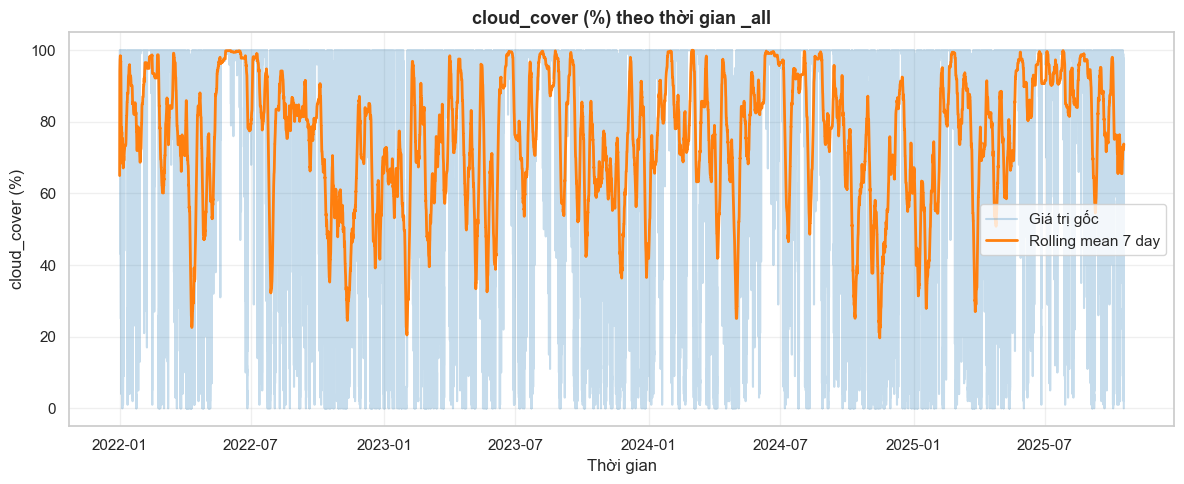 cloud_cover (%) theo thời gian _all
cloud_cover (%)
100
80
60
40
20
0
Giá trị gốc
Rolling mean 7 day
2022-01
2022-07
2023-01
2023-07
2024-01
2024-07
2025-01
2025-07
Thời gian